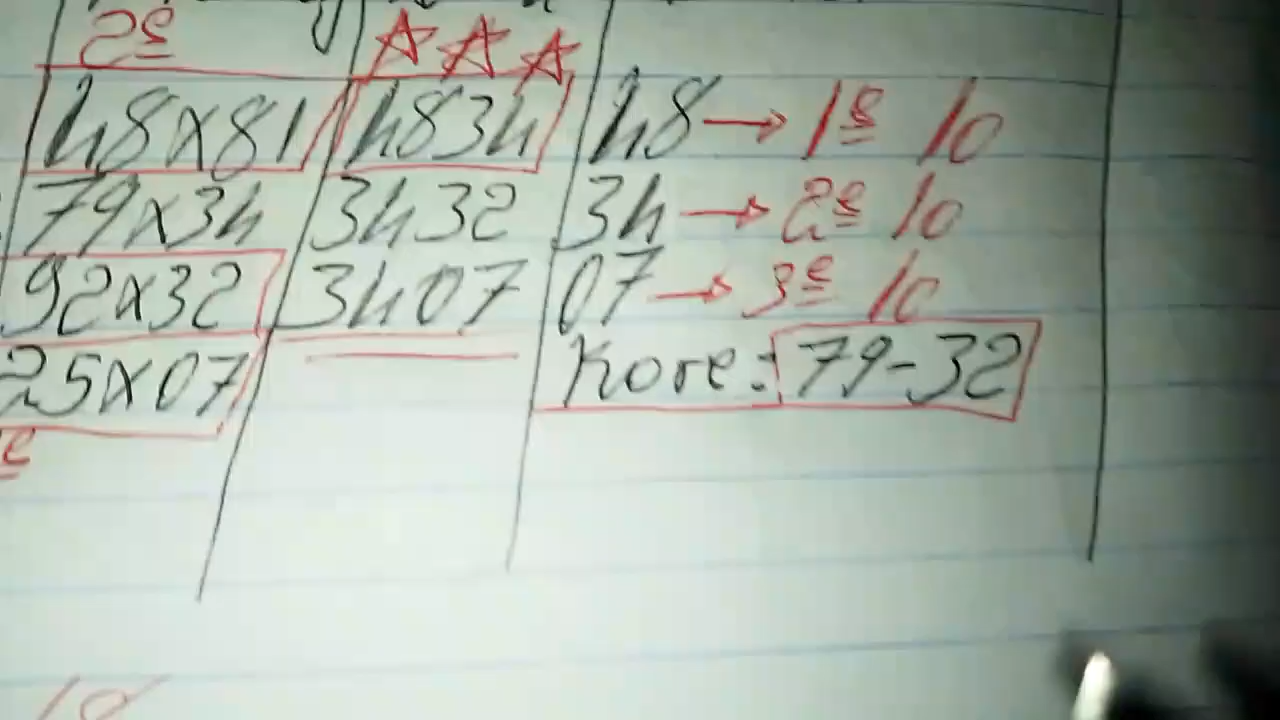 2e ☆☆☆
48x81 4834 48→1e lo
79x34 3432 34→2e lo
92x32 3407 07→3e lo
25x07 Kore: 79-32
e
lo